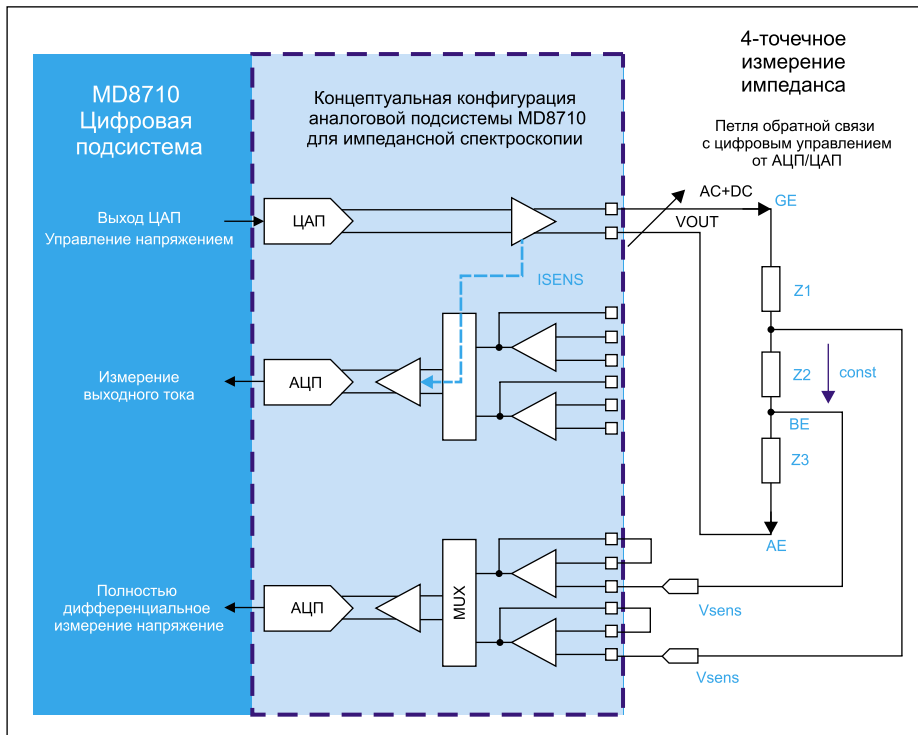 MD8710
Цифровая
подсистема
Концептуальная конфигурация
аналоговой подсистемы MD8710
для импедансной спектроскопии
4-точечное
измерение
импеданса
Петля обратной связи
с цифровым управлением
от АЦП/ЦАП
Выход ЦАП
Управление напряжением
ЦАП
AC+DC
GE
VOUT
ISENS
Z1
Измерение
выходного тока
АЦП
Z2
const
BE
Z3
AE
Полностью
дифференциальное
измерение напряжение
АЦП
MUX
Vsens
Vsens